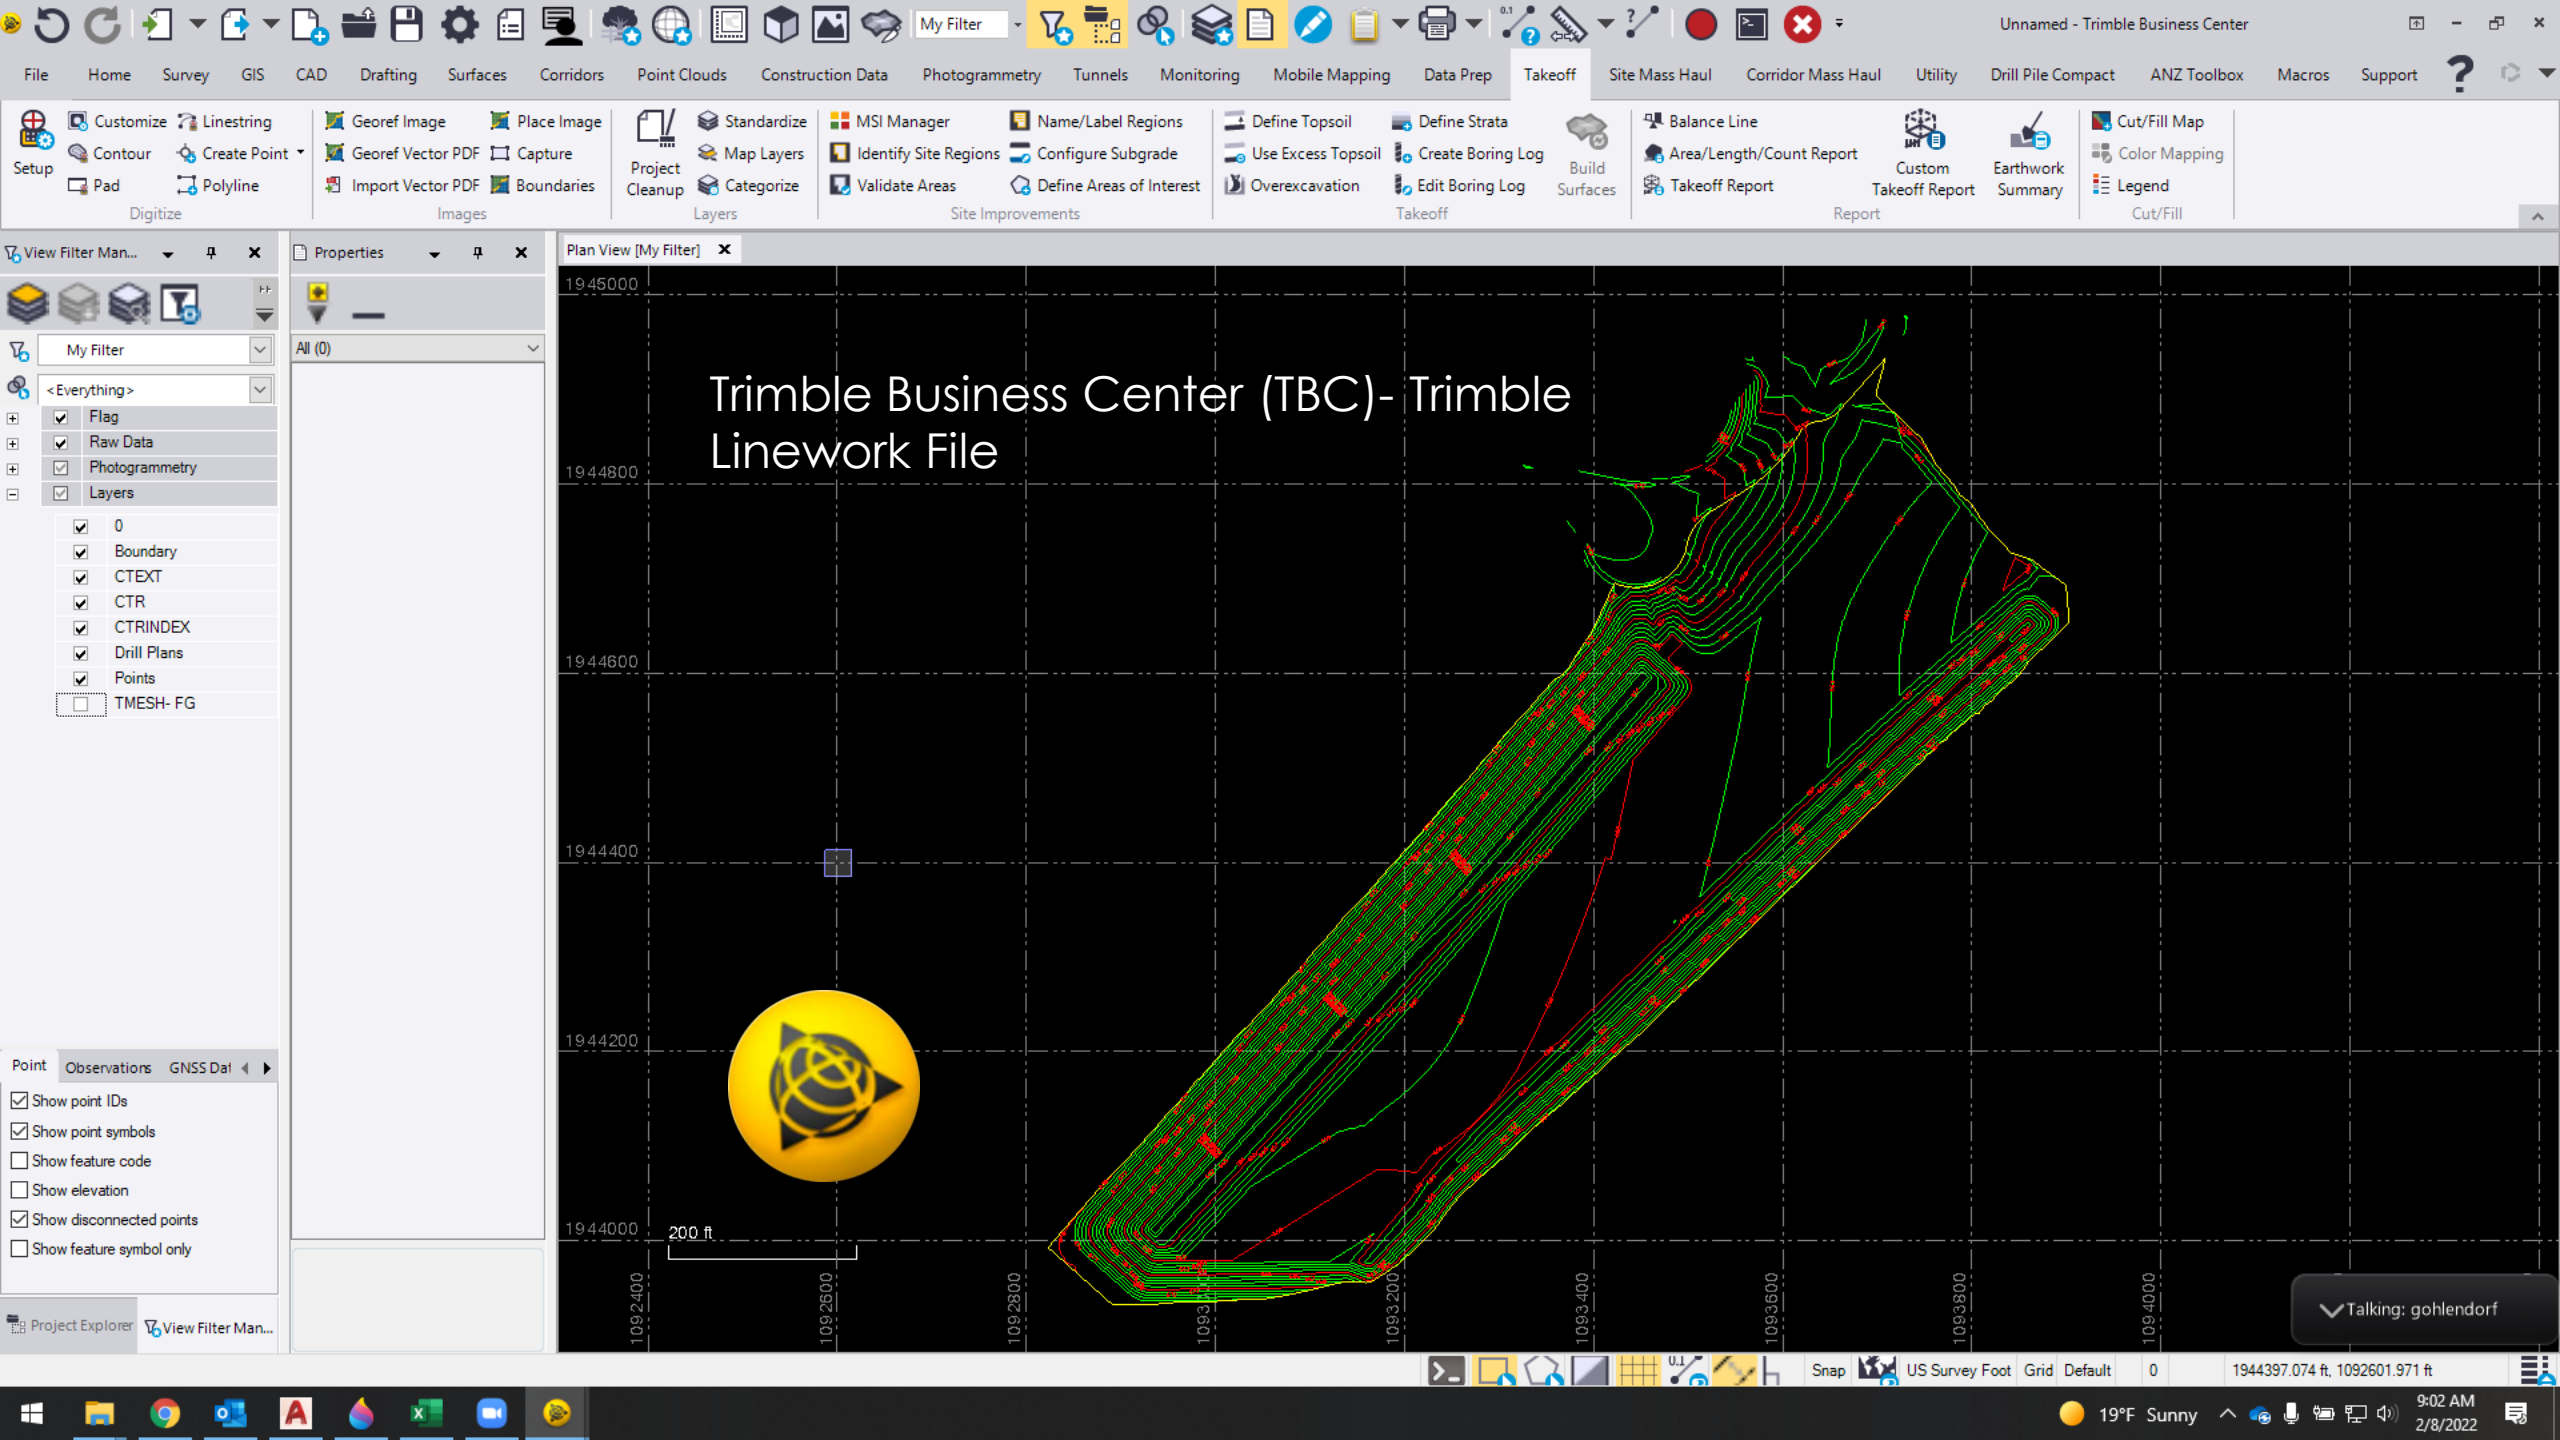 My Filter
Unnamed - Trimble Business Center
File Home Survey GIS CAD Drafting Surfaces Corridors Point Clouds Construction Data Photogrammetry Tunnels Monitoring Mobile Mapping Data Prep Takeoff Site Mass Haul Corridor Mass Haul Utility Drill Pile Compact ANZ Toolbox Macros Support
Setup
Customize Linestring
Contour Create Point
Pad Polyline
Digitize
Georef Image Place Image
Georef Vector PDF Capture
Import Vector PDF Boundaries
Images
Project Cleanup
Standardize
Map Layers
Categorize
Layers
MSI Manager Name/Label Regions
Identify Site Regions Configure Subgrade
Validate Areas Define Areas of Interest
Site Improvements
Define Topsoil Define Strata
Use Excess Topsoil Create Boring Log
Overexcavation Edit Boring Log
Build Surfaces
Takeoff
Balance Line
Area/Length/Count Report
Takeoff Report
Custom Takeoff Report
Earthwork Summary
Report
Cut/Fill Map
Color Mapping
Legend
Cut/Fill
View Filter Man...
My Filter
<Everything>
Flag
Raw Data
Photogrammetry
Layers
0
Boundary
CTEXT
CTR
CTRINDEX
Drill Plans
Points
TMESH- FG
Point Observations GNSS Dat
Show point IDs
Show point symbols
Show feature code
Show elevation
Show disconnected points
Show feature symbol only
Project Explorer View Filter Man...
Properties
All (0)
Plan View [My Filter]
Trimble Business Center (TBC)- Trimble
Linework File
1945000
1944800
1944600
1944400
1944200
1944000
200 ft
1092400 1092600 1092800 1093200 1093400 1093600 1093800 1094000
Talking: gohlendorf
Snap US Survey Foot Grid Default 0 1944397.074 ft, 1092601.971 ft
19°F Sunny
9:02 AM
2/8/2022